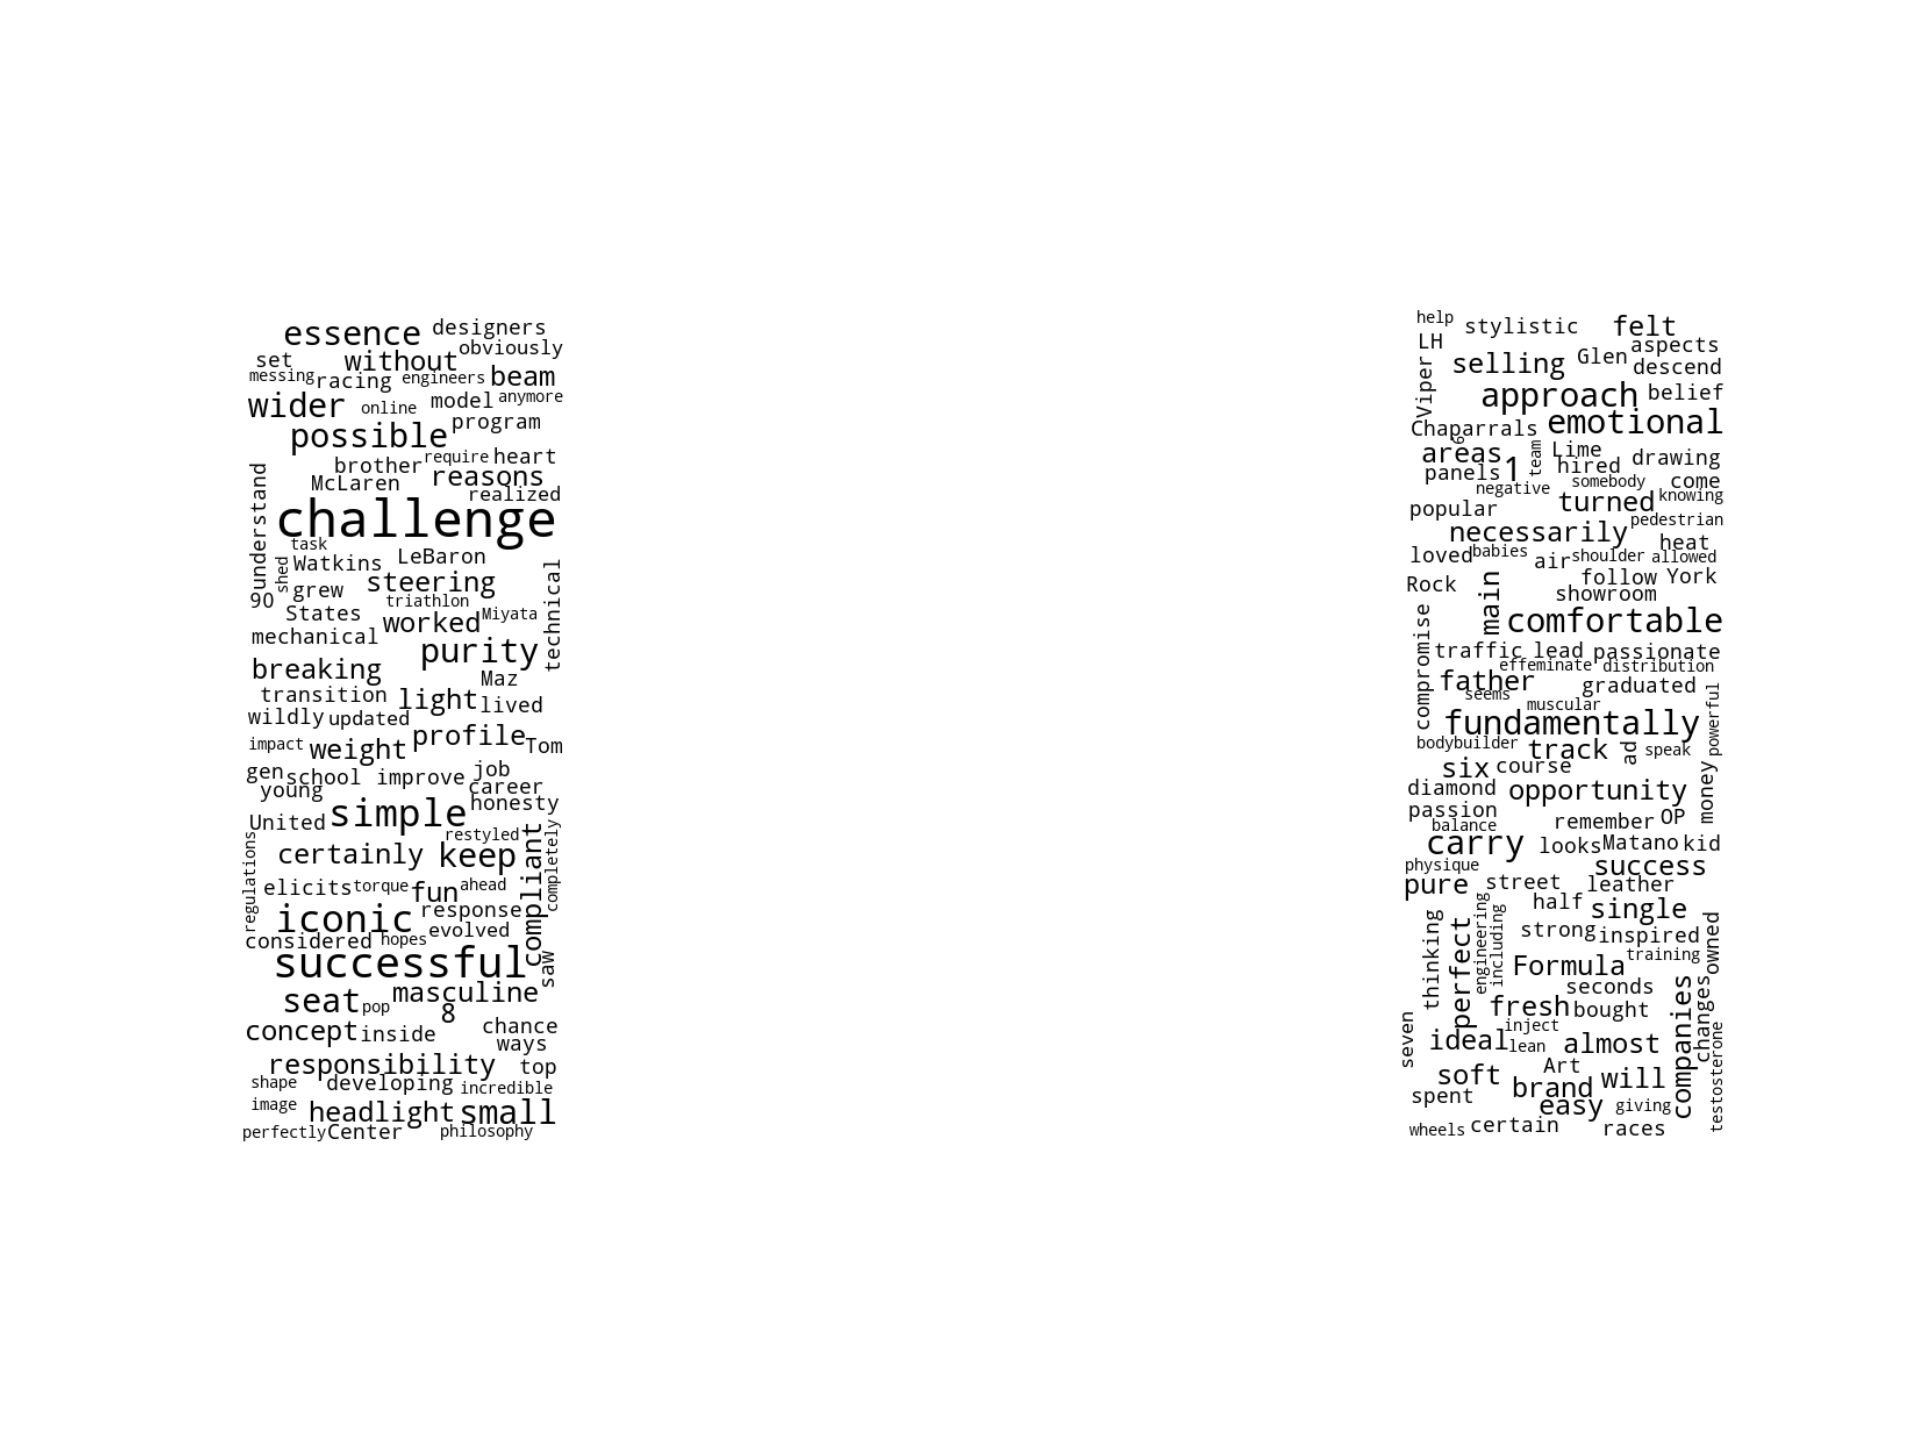 essence designers
obviously
set without
messing racing engineers beam
wider online model anymore
possible program
brother require heart
McLaren reasons
realized
understand
challenge
task
shed Watkins LeBaron
steering
90 grew technical
States triathlon Miyata
worked
mechanical
purity
breaking Maz
transition light lived
wildly updated
impact weight profile Tom
gen school improve job
young career
honesty
United simple
restyled
regulations certainly keep compliant completely
elicits torque fun ahead
iconic response
evolved
considered hopes
successful saw
seat pop masculine
8
concept inside chance
ways
responsibility top
shape developing incredible
image headlight small
perfectly Center philosophy
help stylistic felt
LH aspects
Viper selling Glen descend
approach belief
Chaparrals emotional
6
areas team Lime
panels 1 hired drawing
negative somebody come
popular turned knowing
necessarily pedestrian
heat
loved babies air shoulder allowed
Rock main follow York
showroom
compromise comfortable
traffic lead passionate
effeminate distribution
father graduated
seems muscular powerful
fundamentally
bodybuilder track ad speak
six course
diamond opportunity money
passion
balance remember OP
carry looks Matano kid
physique success
pure street leather
half single
thinking perfect engineering including strong inspired owned
Formula training
seconds
fresh bought companies changes
seven inject
ideal lean almost testosterone
Art
soft brand will
spent easy giving
wheels certain races